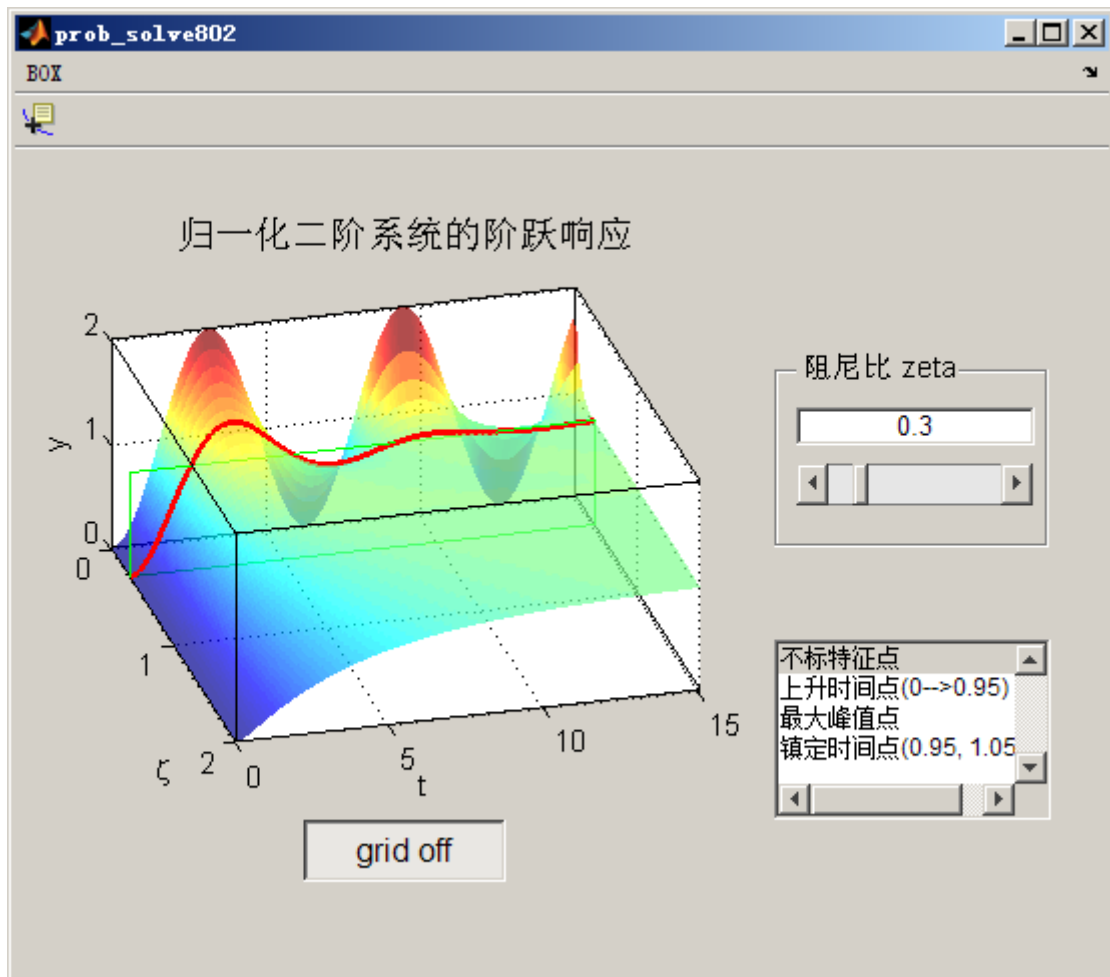 prob_solve802
BOX
归一化二阶系统的阶跃响应
2
1
0
y
0
1
2
ζ
0
5
10
15
t
grid off
阻尼比 zeta
0.3
不标特征点
上升时间点(0-->0.95)
最大峰值点
镇定时间点(0.95, 1.05